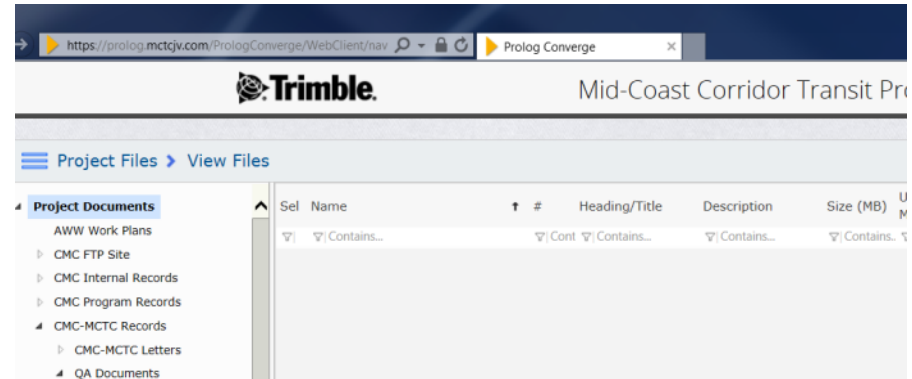 https://prolog.mctcjv.com/PrologConverge/WebClient/nav Prolog Converge
Trimble. Mid-Coast Corridor Transit
Project Files View Files
Project Documents
Sel Name # Heading/Title Description Size (MB)
Contains... Cont Contains... Contains... Contains..
AWW Work Plans
CMC FTP Site
CMC Internal Records
CMC Program Records
CMC-MCTC Records
CMC-MCTC Letters
QA Documents